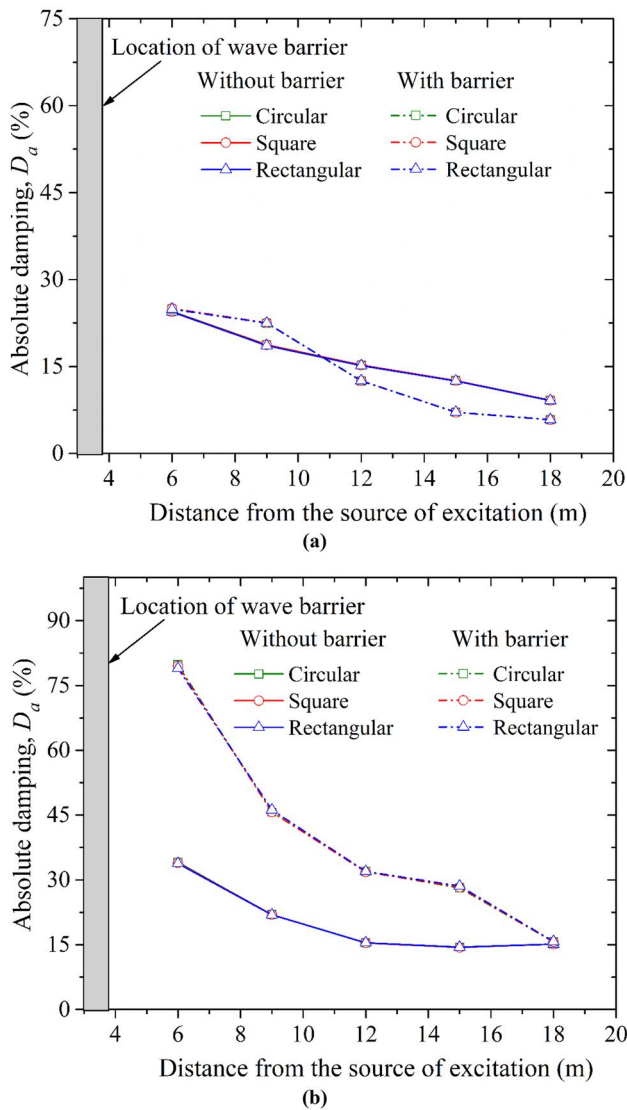 75
60
45
30
15
0
Absolute damping, Dₐ (%)
Location of wave barrier
Without barrier With barrier
Circular Circular
Square Square
Rectangular Rectangular
4 6 8 10 12 14 16 18 20
Distance from the source of excitation (m)
(a)
90
75
60
45
30
15
0
Absolute damping, Dₐ (%)
Location of wave barrier
Without barrier With barrier
Circular Circular
Square Square
Rectangular Rectangular
4 6 8 10 12 14 16 18 20
Distance from the source of excitation (m)
(b)